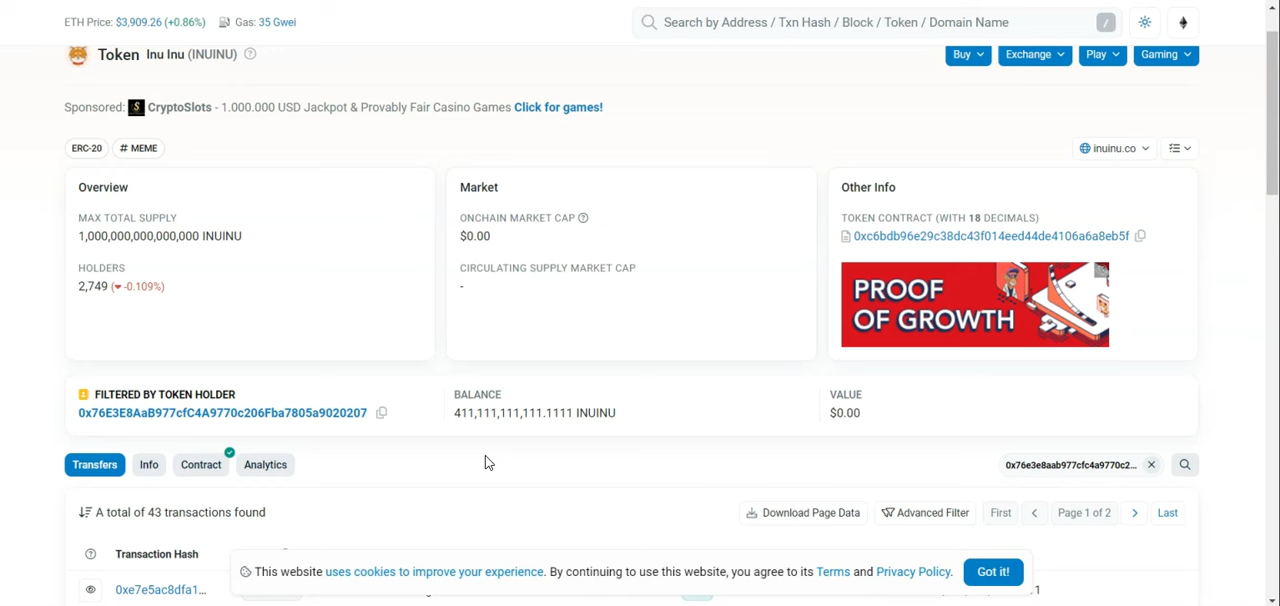 ETH Price: $3,909.26 (+0.86%) Gas: 35 Gwei
Search by Address / Txn Hash / Block / Token / Domain Name /
Token Inu Inu (INUINU)
Buy Exchange Play Gaming
Sponsored: CryptoSlots - 1.000.000 USD Jackpot & Provably Fair Casino Games Click for games!
ERC-20 # MEME
inuinu.co
Overview
MAX TOTAL SUPPLY
1,000,000,000,000,000 INUINU
HOLDERS
2,749 (-0.109%)
Market
ONCHAIN MARKET CAP
$0.00
CIRCULATING SUPPLY MARKET CAP
-
Other Info
TOKEN CONTRACT (WITH 18 DECIMALS)
0xc6bdb96e29c38dc43f014eed44de4106a6a8eb5f
PROOF
OF GROWTH
FILTERED BY TOKEN HOLDER
0x76E3E8AaB977cfC4A9770c206Fba7805a9020207
BALANCE
411,111,111,111.1111 INUINU
VALUE
$0.00
Transfers Info Contract Analytics
0x76e3e8aab977cfc4a9770c2...
A total of 43 transactions found
Download Page Data Advanced Filter First Page 1 of 2 Last
Transaction Hash
This website uses cookies to improve your experience. By continuing to use this website, you agree to its Terms and Privacy Policy. Got it!
0xe7e5ac8dfa1...